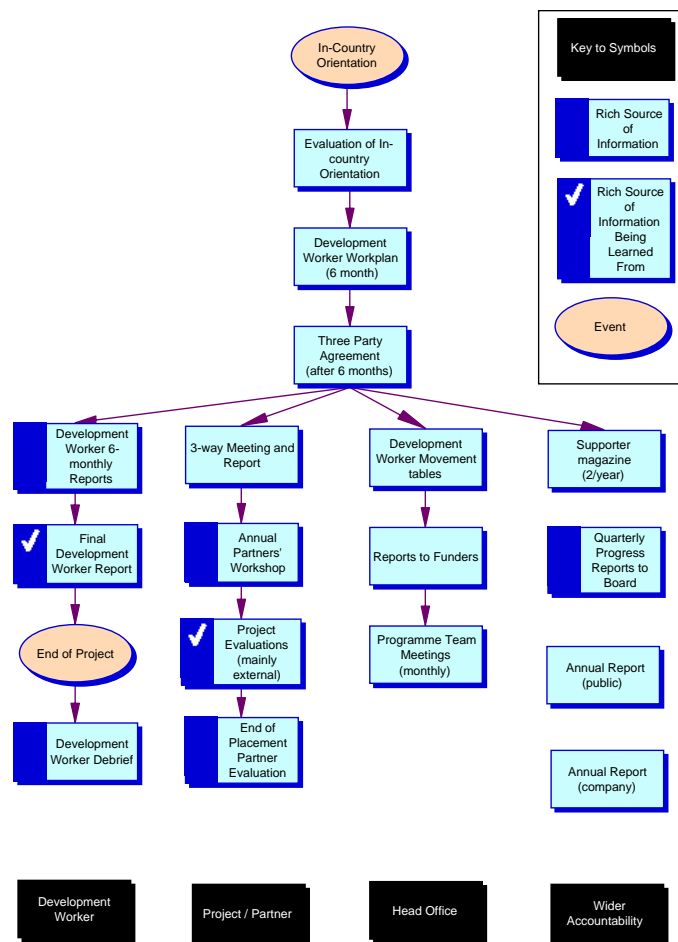 In-Country
Orientation
Key to Symbols
Rich Source
of
Information
Evaluation of In-
country
Orientation
Rich Source
of
Information
Being
Learned
From
Development
Worker Workplan
(6 month)
Event
Three Party
Agreement
(after 6 months)
Development
Worker 6-
monthly
Reports
3-way Meeting and
Report
Development
Worker Movement
tables
Supporter
magazine
(2/year)
Final
Development
Worker Report
Annual
Partners'
Workshop
Reports to Funders
Quarterly
Progress
Reports to
Board
End of Project
Project
Evaluations
(mainly
external)
Programme Team
Meetings
(monthly)
Annual Report
(public)
Development
Worker Debrief
End of
Placement
Partner
Evaluation
Annual Report
(company)
Development
Worker
Project / Partner
Head Office
Wider
Accountability